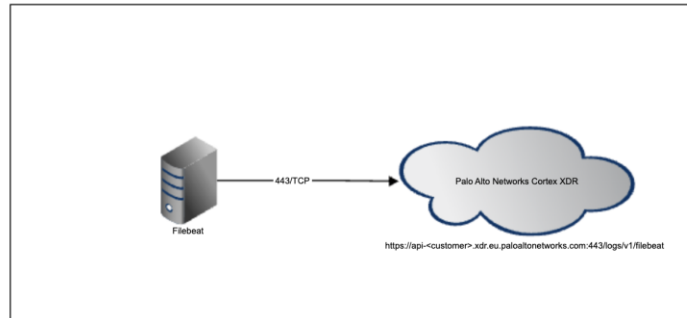 443/TCP
Palo Alto Networks Cortex XDR
Filebeat
https://api-<customer>.xdr.eu.paloaltonetworks.com:443/logs/v1/filebeat